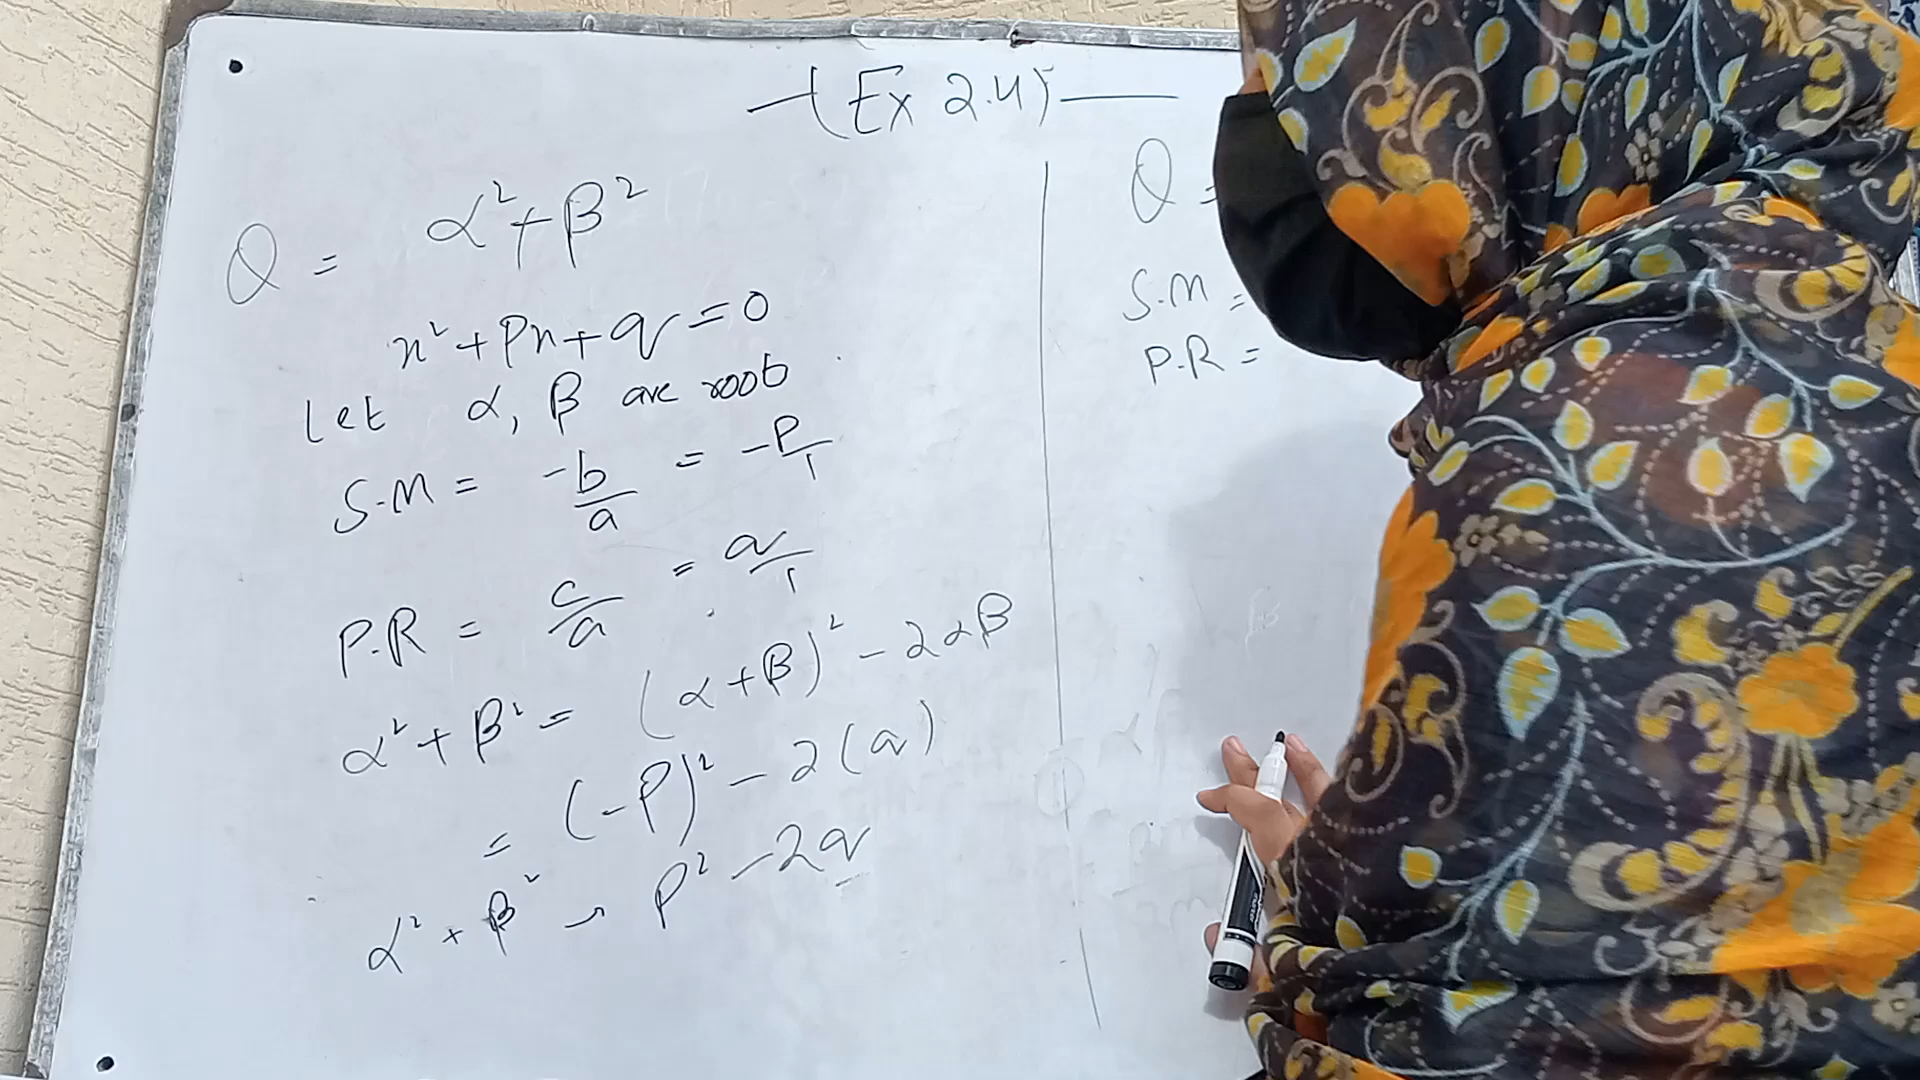 (Ex 2.4)
Q = α² + β²
x² + Px + q = 0
Let α, β are roots
S.M = -b/a = -P/1
P.R = c/a = q/1
α² + β² = (α + β)² - 2αβ
= (-P)² - 2(q)
α² + β² = P² - 2q
Q =
S.M =
P.R =